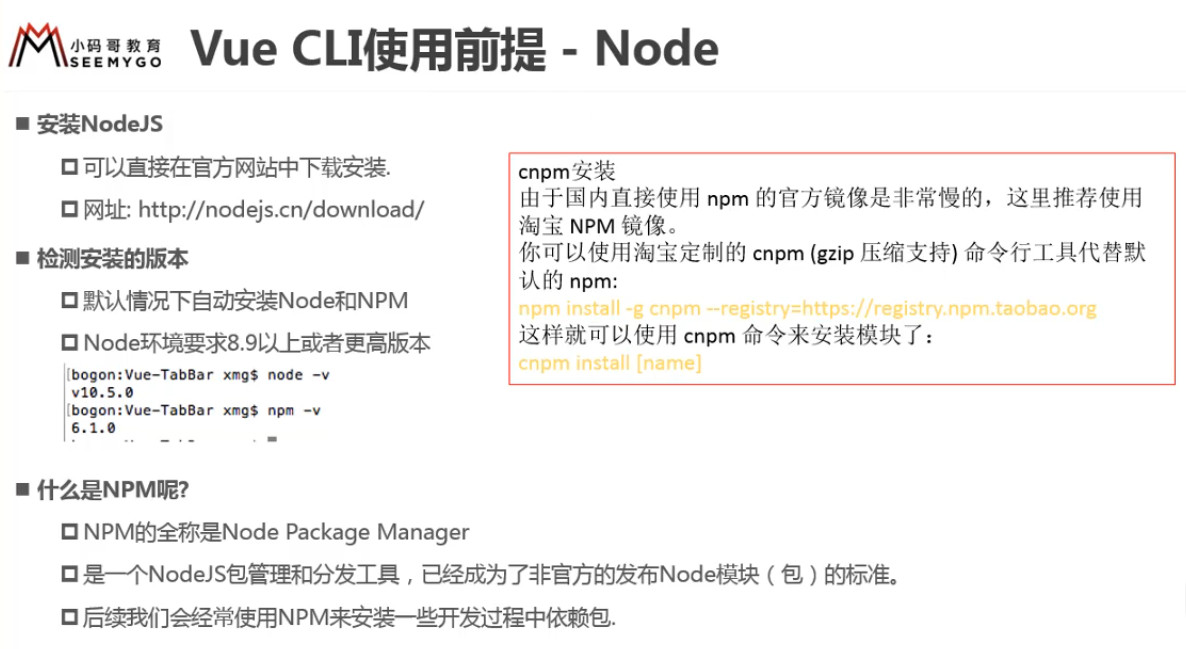 小码哥教育
SEEMYGO
Vue CLI使用前提 - Node
安装NodeJS
可以直接在官方网站中下载安装.
网址: http://nodejs.cn/download/
检测安装的版本
默认情况下自动安装Node和NPM
Node环境要求8.9以上或者更高版本
[bogon:Vue-TabBar xmg$ node -v
v10.5.0
[bogon:Vue-TabBar xmg$ npm -v
6.1.0
cnpm安装
由于国内直接使用 npm 的官方镜像是非常慢的，这里推荐使用
淘宝 NPM 镜像。
你可以使用淘宝定制的 cnpm (gzip 压缩支持) 命令行工具代替默
认的 npm:
npm install -g cnpm --registry=https://registry.npm.taobao.org
这样就可以使用 cnpm 命令来安装模块了：
cnpm install [name]
什么是NPM呢?
NPM的全称是Node Package Manager
是一个NodeJS包管理和分发工具，已经成为了非官方的发布Node模块（包）的标准。
后续我们会经常使用NPM来安装一些开发过程中依赖包.